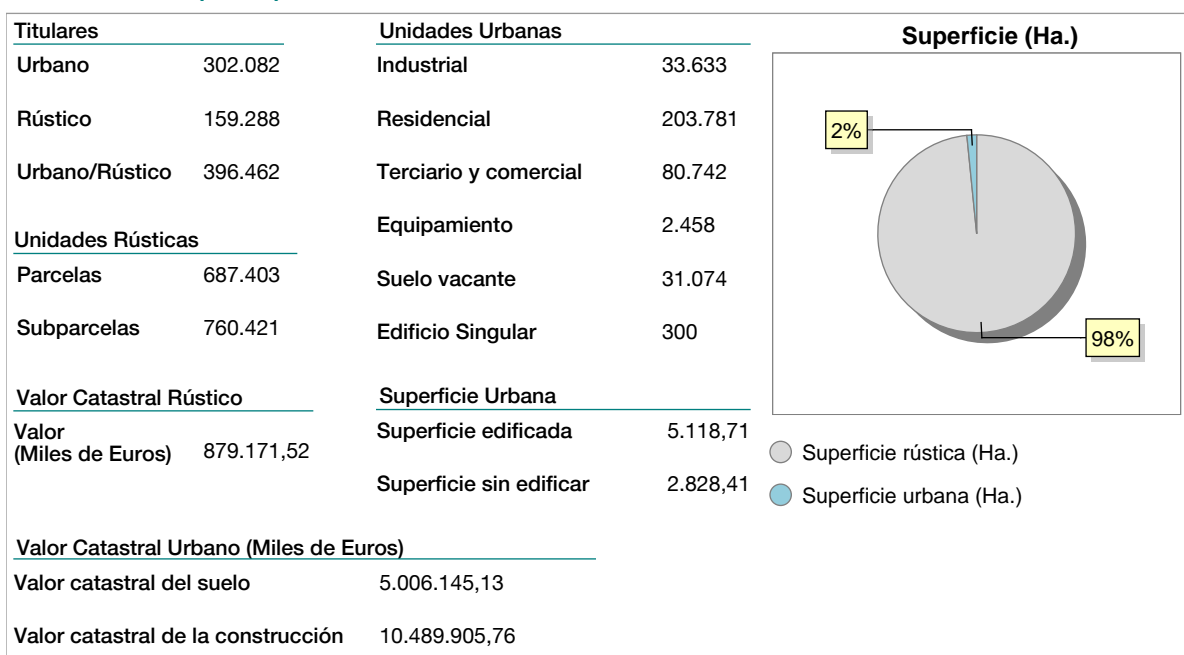 Titulares
Urbano 302.082
Rústico 159.288
Urbano/Rústico 396.462
Unidades Rústicas
Parcelas 687.403
Subparcelas 760.421
Valor Catastral Rústico
Valor
(Miles de Euros) 879.171,52
Unidades Urbanas
Industrial 33.633
Residencial 203.781
Terciario y comercial 80.742
Equipamiento 2.458
Suelo vacante 31.074
Edificio Singular 300
Superficie Urbana
Superficie edificada 5.118,71
Superficie sin edificar 2.828,41
Valor Catastral Urbano (Miles de Euros)
Valor catastral del suelo 5.006.145,13
Valor catastral de la construcción 10.489.905,76
Superficie (Ha.)
2%
98%
Superficie rústica (Ha.)
Superficie urbana (Ha.)